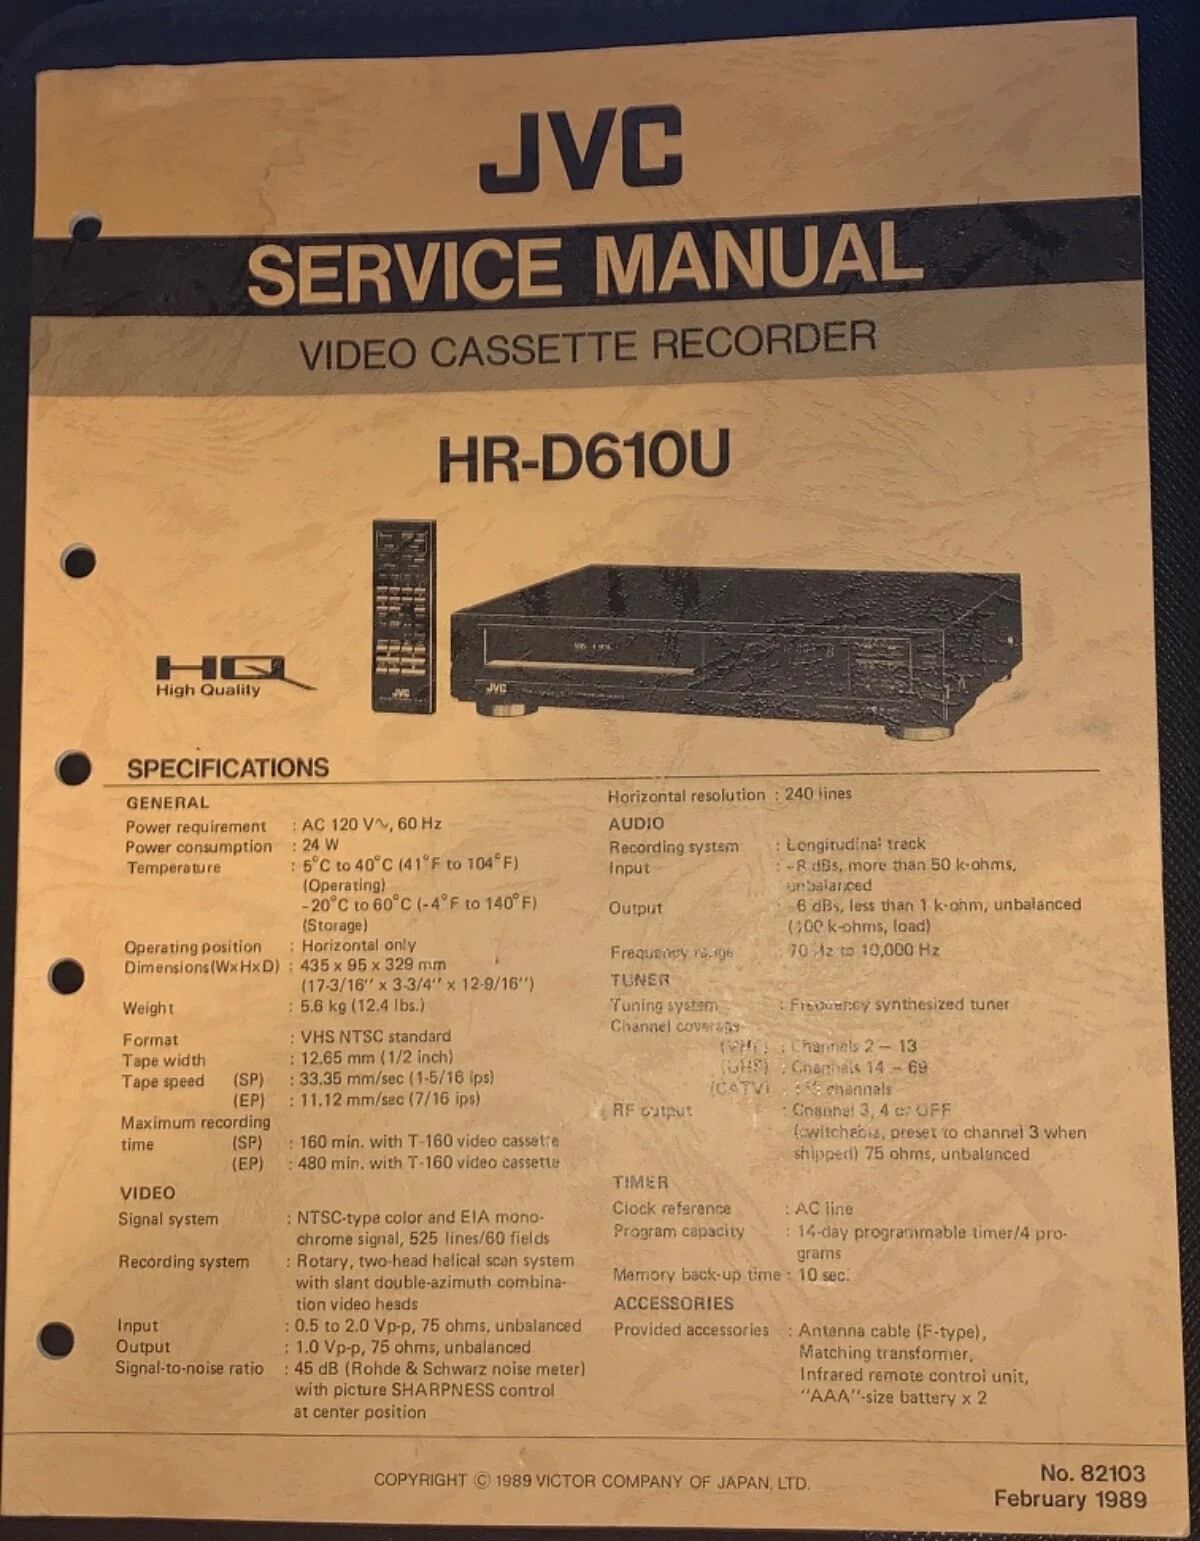 JVC
SERVICE MANUAL
VIDEO CASSETTE RECORDER
HR-D610U
HQ
High Quality
JVC
JVC
SPECIFICATIONS
GENERAL
Power requirement : AC 120 V∿, 60 Hz
Power consumption : 24 W
Temperature : 5°C to 40°C (41°F to 104°F)
(Operating)
-20°C to 60°C (-4°F to 140°F)
(Storage)
Operating position : Horizontal only
Dimensions(WxHxD) : 435 x 95 x 329 mm
(17-3/16" x 3-3/4" x 12-9/16")
Weight : 5.6 kg (12.4 lbs.)
Format : VHS NTSC standard
Tape width : 12.65 mm (1/2 inch)
Tape speed (SP) : 33.35 mm/sec (1-5/16 ips)
(EP) : 11.12 mm/sec (7/16 ips)
Maximum recording
time (SP) : 160 min. with T-160 video cassette
(EP) : 480 min. with T-160 video cassette
VIDEO
Signal system : NTSC-type color and EIA mono-
chrome signal, 525 lines/60 fields
Recording system : Rotary, two-head helical scan system
with slant double-azimuth combina-
tion video heads
Input : 0.5 to 2.0 Vp-p, 75 ohms, unbalanced
Output : 1.0 Vp-p, 75 ohms, unbalanced
Signal-to-noise ratio : 45 dB (Rohde & Schwarz noise meter)
with picture SHARPNESS control
at center position
Horizontal resolution : 240 lines
AUDIO
Recording system : Longitudinal track
Input : -8 dBs, more than 50 k-ohms,
unbalanced
Output 6 dBs, less than 1 k-ohm, unbalanced
(100 k-ohms, load)
Frequency range : 70 Hz to 10,000 Hz
TUNER
Tuning system : Frequency synthesized tuner
Channel coverage
(VHF) : Channels 2 – 13
(UHF) : Channels 14 – 69
(CATV) : channels
RF output : Channel 3, 4 or OFF
(switchable, preset to channel 3 when
shipped) 75 ohms, unbalanced
TIMER
Clock reference : AC line
Program capacity : 14-day programmable timer/4 pro-
grams
Memory back-up time : 10 sec.
ACCESSORIES
Provided accessories : Antenna cable (F-type),
Matching transformer,
Infrared remote control unit,
"AAA"-size battery x 2
COPYRIGHT © 1989 VICTOR COMPANY OF JAPAN, LTD.
No. 82103
February 1989